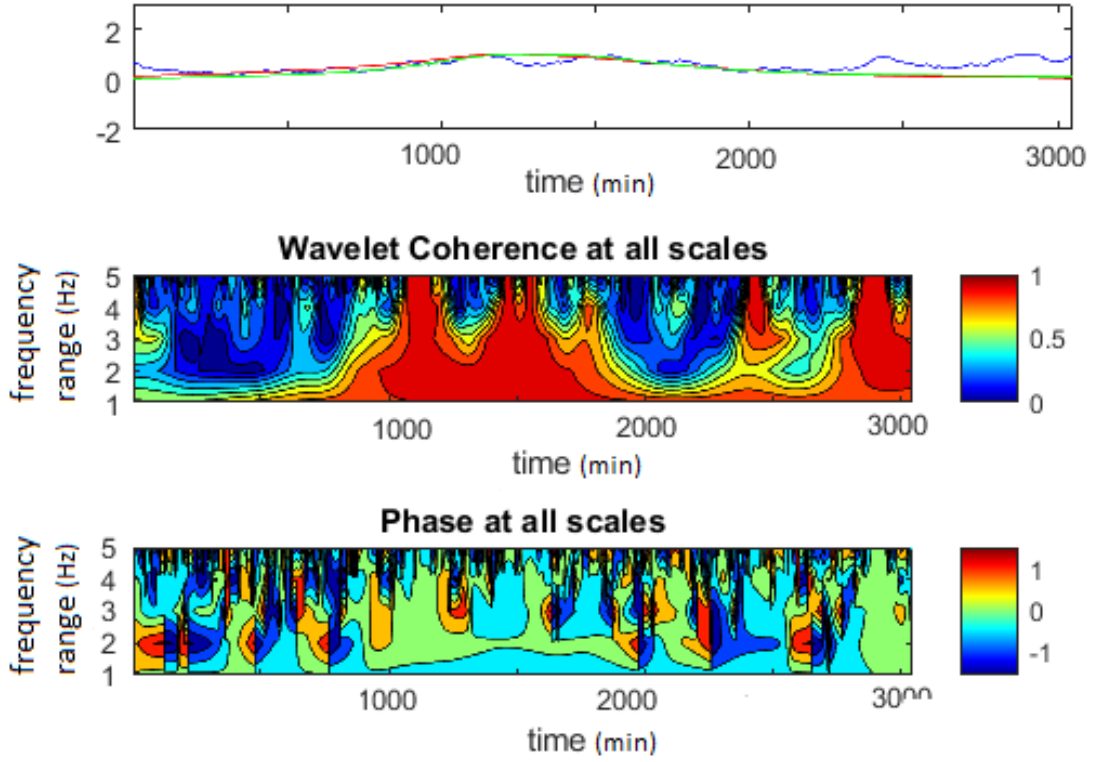 2
0
-2
1000 2000 3000
time (min)
Wavelet Coherence at all scales
frequency
range (Hz)
5
4
3
2
1
1000 2000 3000
time (min)
1
0.5
0
Phase at all scales
frequency
range (Hz)
5
4
3
2
1
1000 2000 3000
time (min)
1
0
-1